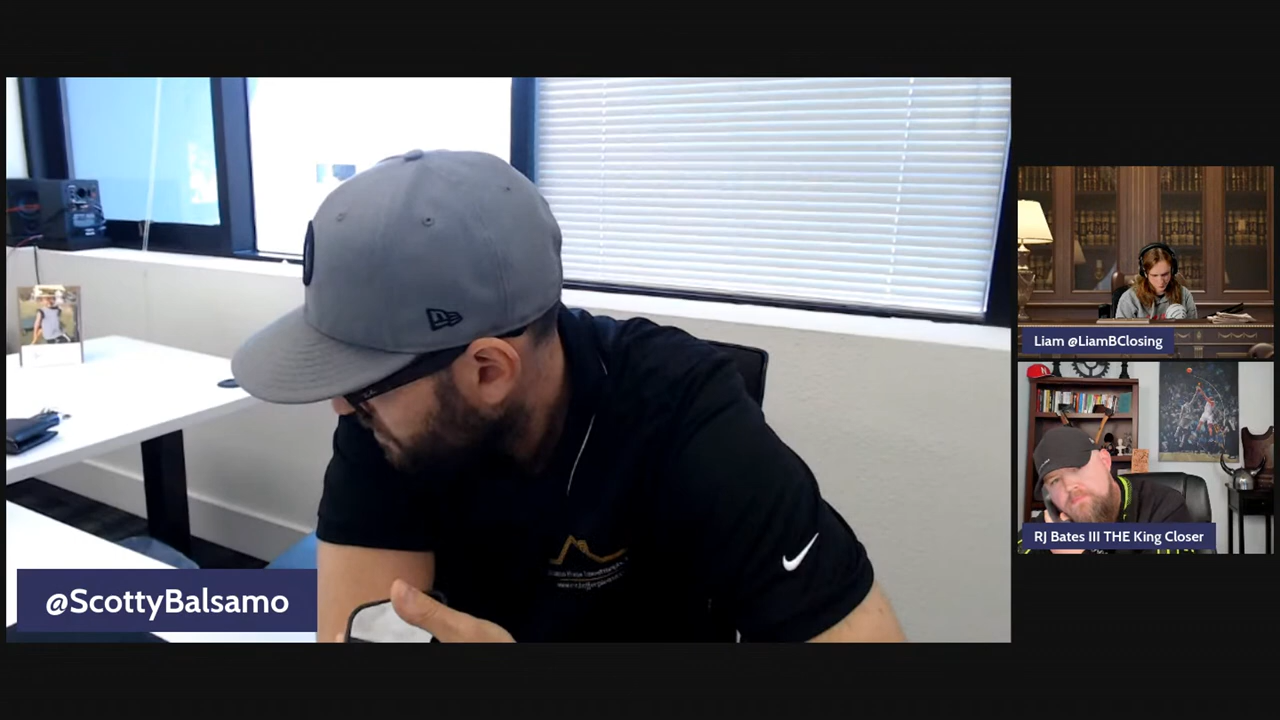 @ScottyBalsamo
Liam @LiamBClosing
RJ Bates III THE King Closer